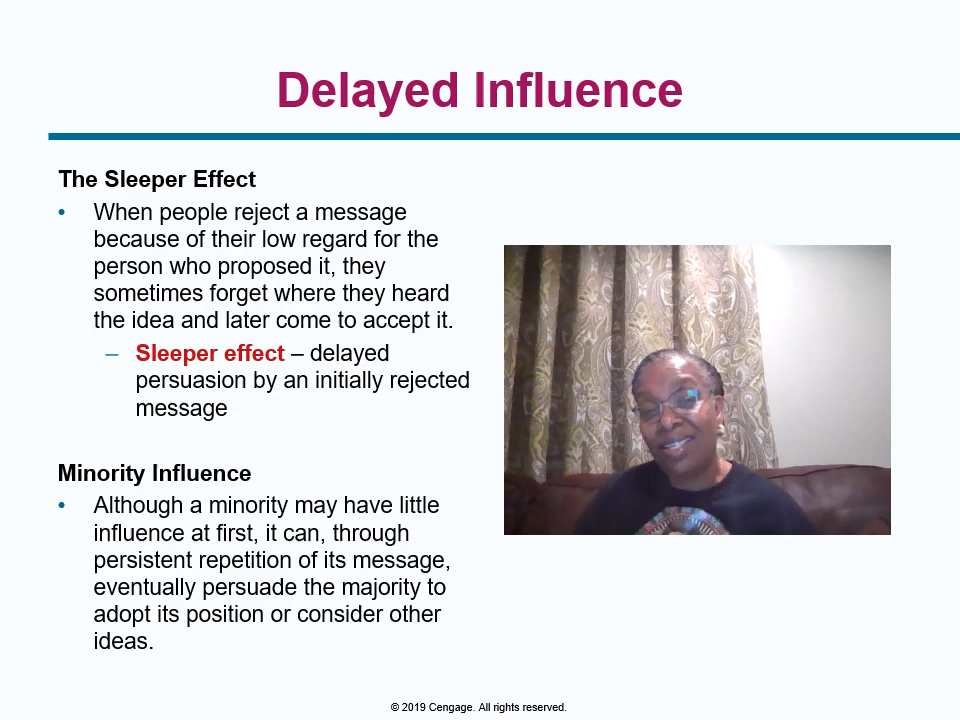 Delayed Influence
The Sleeper Effect
• When people reject a message
because of their low regard for the
person who proposed it, they
sometimes forget where they heard
the idea and later come to accept it.
– Sleeper effect – delayed
persuasion by an initially rejected
message
Minority Influence
• Although a minority may have little
influence at first, it can, through
persistent repetition of its message,
eventually persuade the majority to
adopt its position or consider other
ideas.
© 2019 Cengage. All rights reserved.